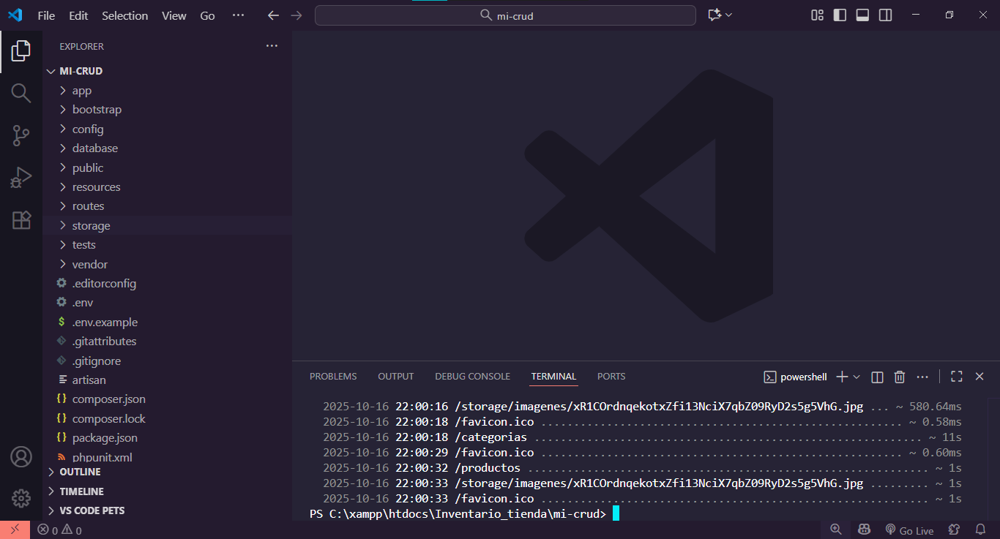 File Edit Selection View Go ··· mi-crud
EXPLORER
MI-CRUD
app
bootstrap
config
database
public
resources
routes
storage
tests
vendor
.editorconfig
.env
$ .env.example
.gitattributes
.gitignore
artisan
{} composer.json
{} composer.lock
{} package.json
phpunit.xml
OUTLINE
TIMELINE
VS CODE PETS
PROBLEMS OUTPUT DEBUG CONSOLE TERMINAL PORTS powershell
2025-10-16 22:00:16 /storage/imagenes/xR1COrdnqekotxZfi13NciX7qbZ09RyD2s5g5VhG.jpg ... ~ 580.64ms
2025-10-16 22:00:18 /favicon.ico ..................................................... ~ 0.58ms
2025-10-16 22:00:18 /categorias ......................................................... ~ 11s
2025-10-16 22:00:29 /favicon.ico ..................................................... ~ 0.60ms
2025-10-16 22:00:32 /productos ........................................................... ~ 1s
2025-10-16 22:00:33 /storage/imagenes/xR1COrdnqekotxZfi13NciX7qbZ09RyD2s5g5VhG.jpg ......... ~ 1s
2025-10-16 22:00:33 /favicon.ico ......................................................... ~ 1s
PS C:\xampp\htdocs\Inventario_tienda\mi-crud>
0 0 Go Live